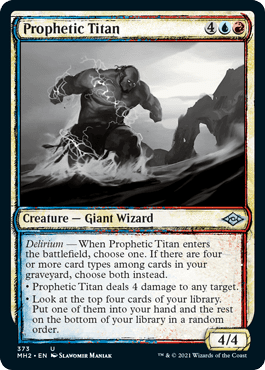 Prophetic Titan 4
Creature — Giant Wizard
Delirium — When Prophetic Titan enters
the battlefield, choose one. If there are four
or more card types among cards in your
graveyard, choose both instead.
• Prophetic Titan deals 4 damage to any target.
• Look at the top four cards of your library.
Put one of them into your hand and the rest
on the bottom of your library in a random
order.
4/4
373 U
MH2 • EN SLAWOMIR MANIAK ™ & © 2021 Wizards of the Coast